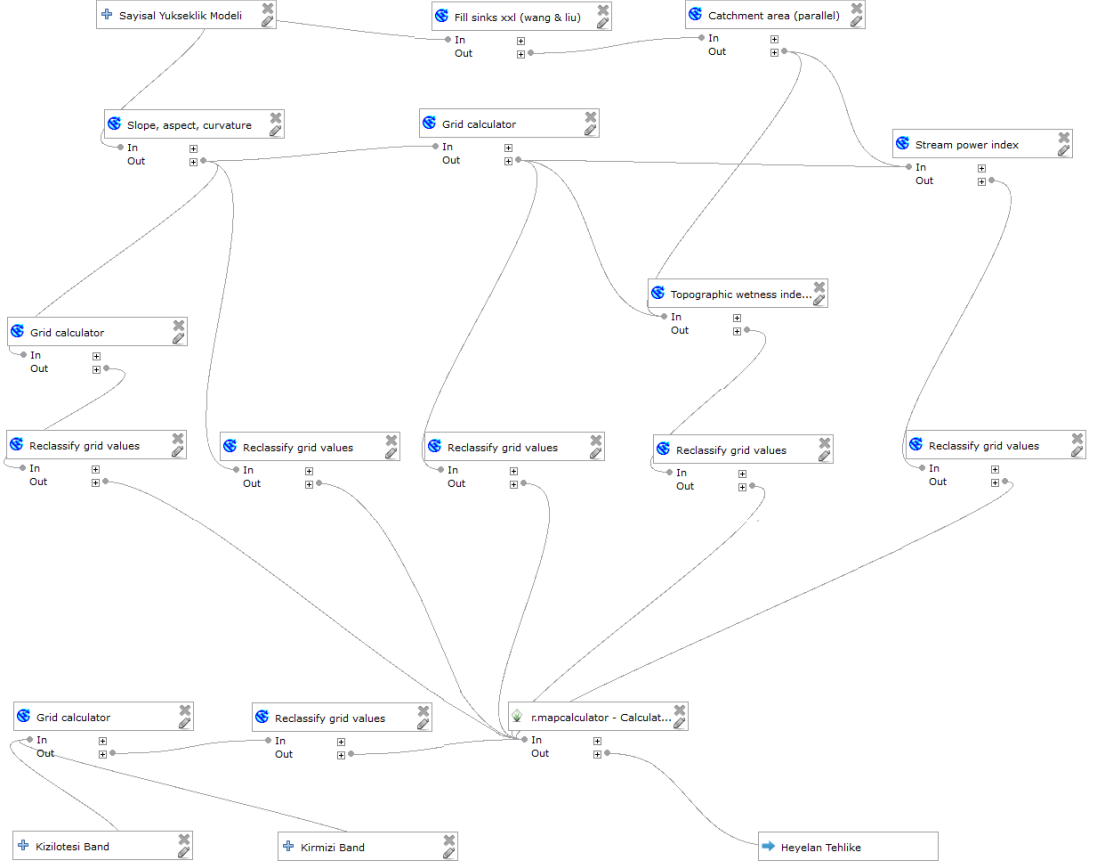 Sayisal Yukseklik Modeli
Fill sinks xxl (wang & liu)
In
Out
Catchment area (parallel)
In
Out
Slope, aspect, curvature
In
Out
Grid calculator
In
Out
Stream power index
In
Out
Topographic wetness inde...
In
Out
Grid calculator
In
Out
Reclassify grid values
In
Out
Reclassify grid values
In
Out
Reclassify grid values
In
Out
Reclassify grid values
In
Out
Reclassify grid values
In
Out
Grid calculator
In
Out
Reclassify grid values
In
Out
r.mapcalculator - Calculat...
In
Out
Kizilotesi Band
Kirmizi Band
Heyelan Tehlike